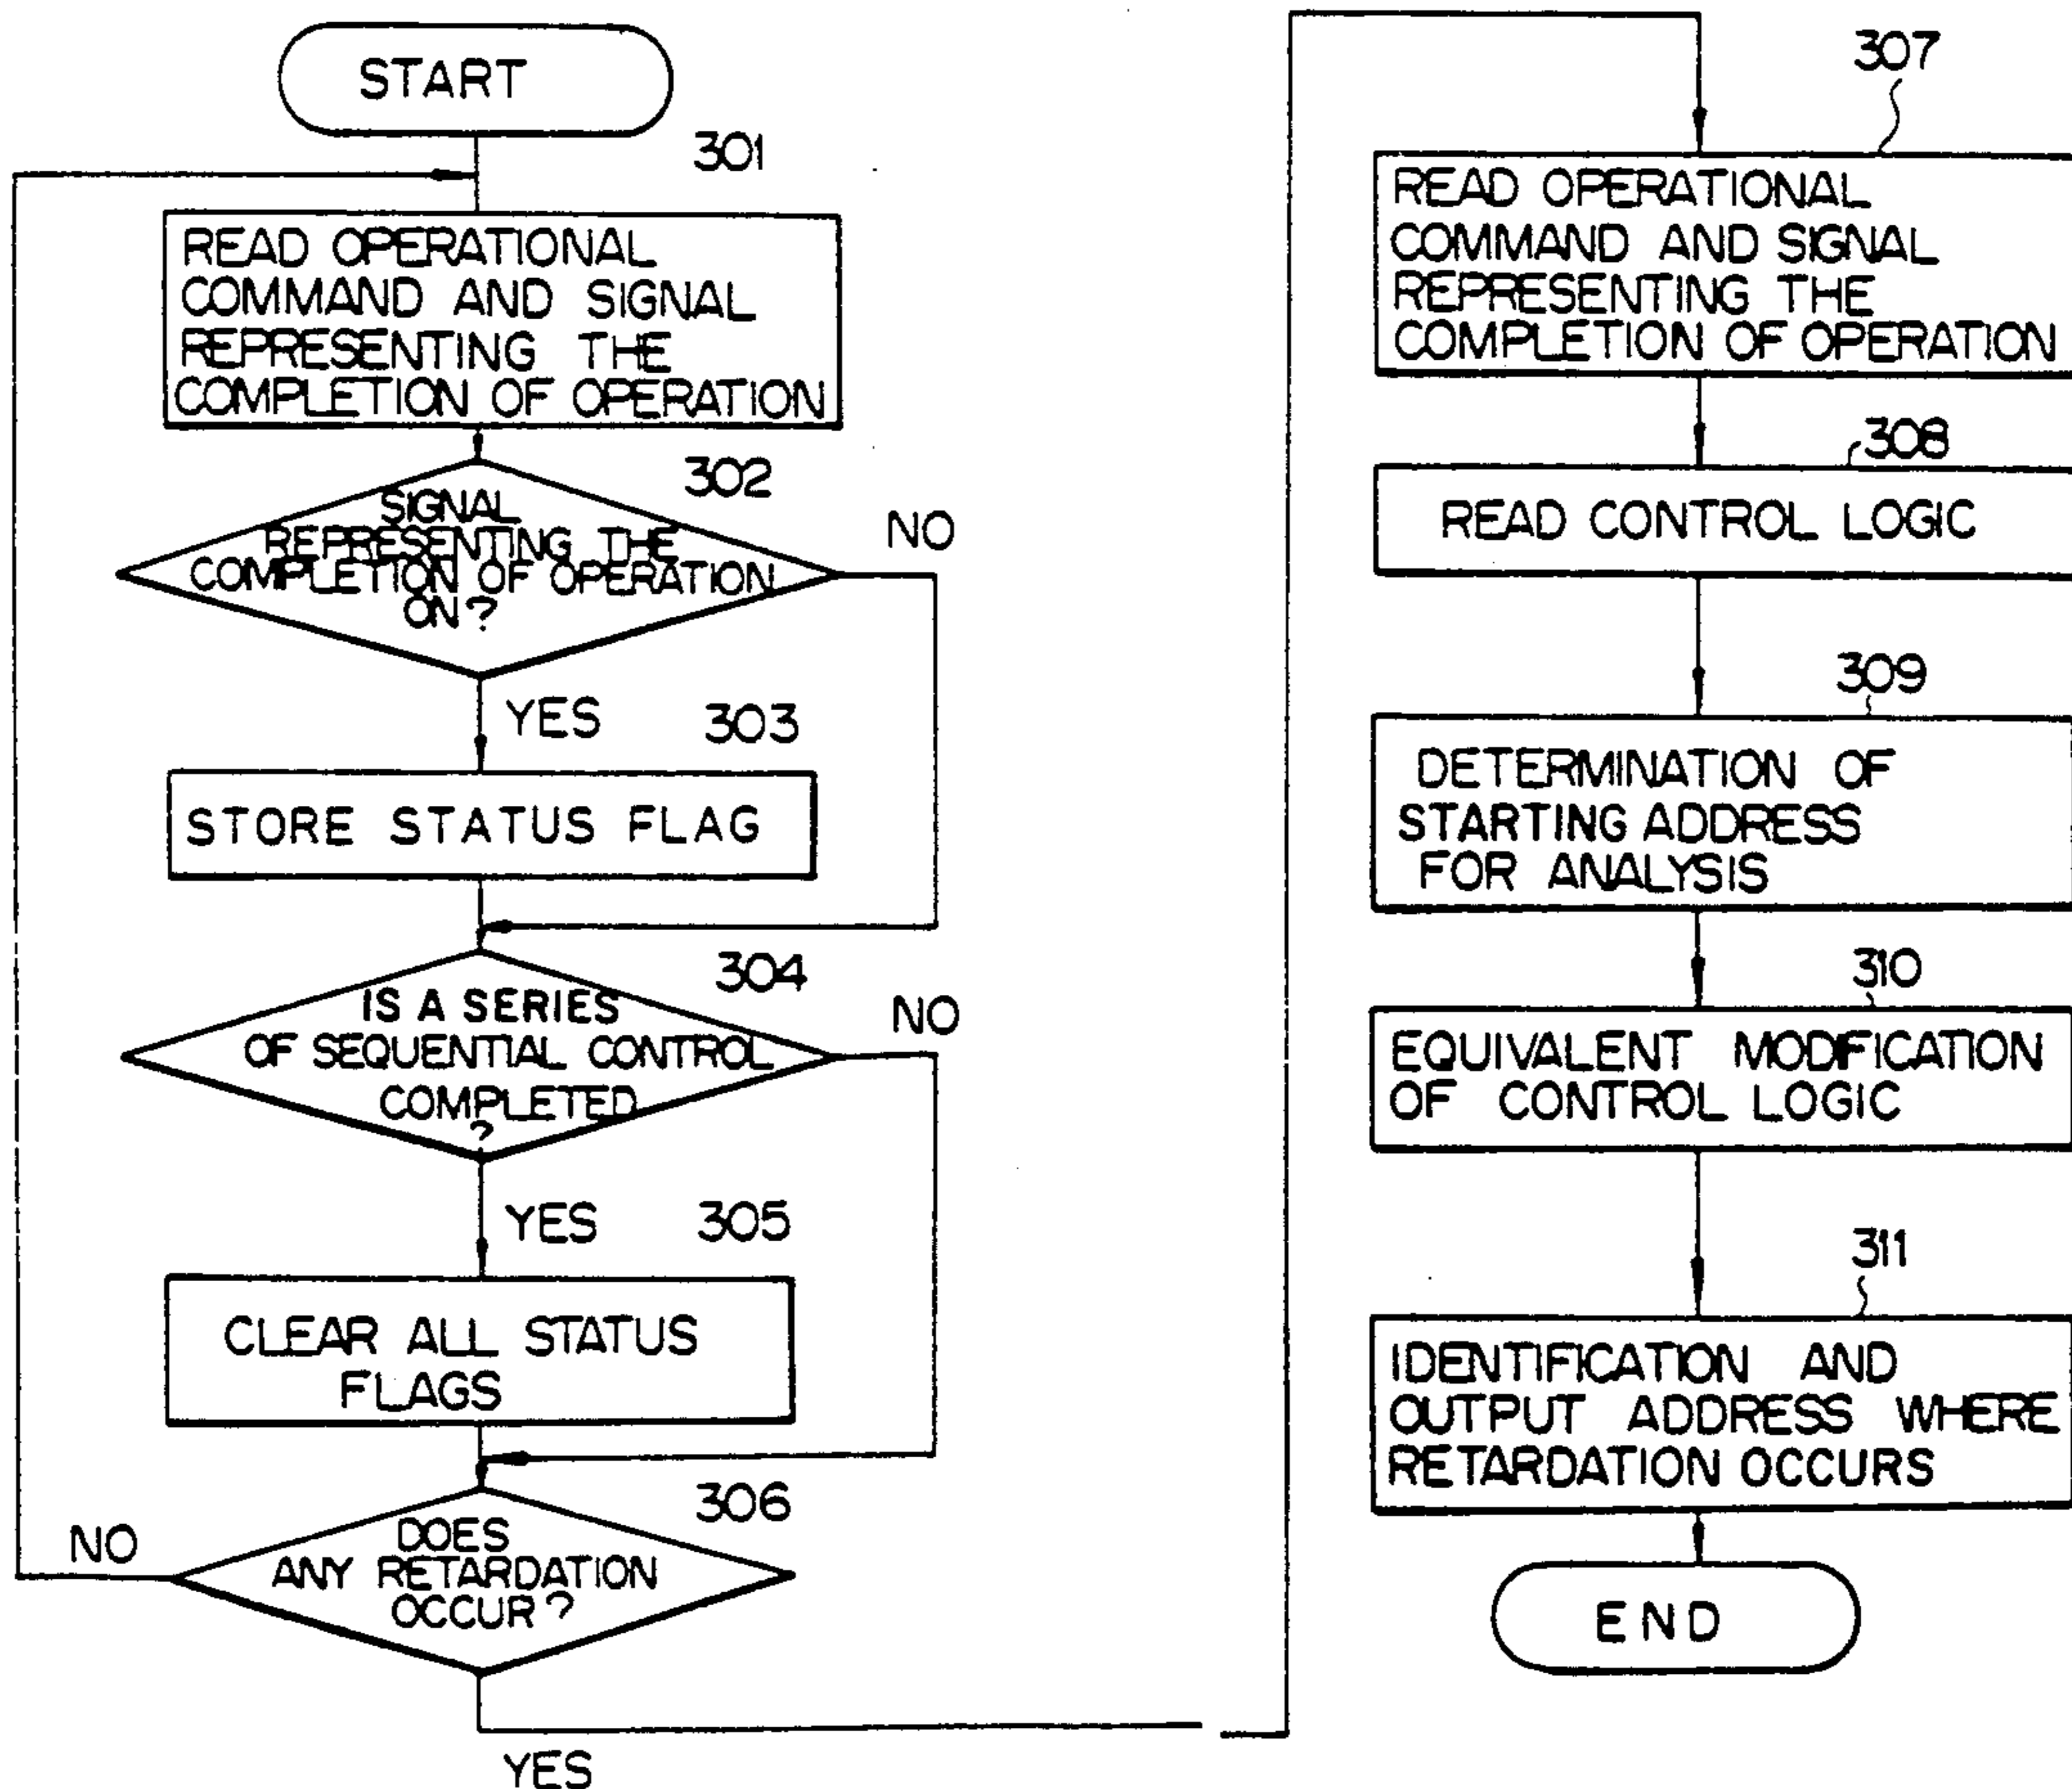 START
301
READ OPERATIONAL
COMMAND AND SIGNAL
REPRESENTING THE
COMPLETION OF OPERATION
302
SIGNAL
REPRESENTING THE
COMPLETION OF OPERATION
ON?
NO
YES
303
STORE STATUS FLAG
304
IS A SERIES
OF SEQUENTIAL CONTROL
COMPLETED
?
NO
YES
305
CLEAR ALL STATUS
FLAGS
306
DOES
ANY RETARDATION
OCCUR?
NO
YES
307
READ OPERATIONAL
COMMAND AND SIGNAL
REPRESENTING THE
COMPLETION OF OPERATION
308
READ CONTROL LOGIC
309
DETERMINATION OF
STARTING ADDRESS
FOR ANALYSIS
310
EQUIVALENT MODIFICATION
OF CONTROL LOGIC
311
IDENTIFICATION AND
OUTPUT ADDRESS WHERE
RETARDATION OCCURS
END